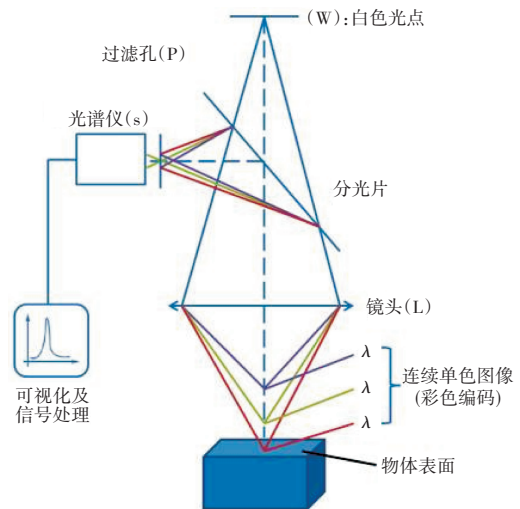 (W):白色光点
过滤孔(P)
光谱仪(s)
分光片
镜头(L)
λ
λ
λ
连续单色图像
(彩色编码)
可视化及
信号处理
物体表面